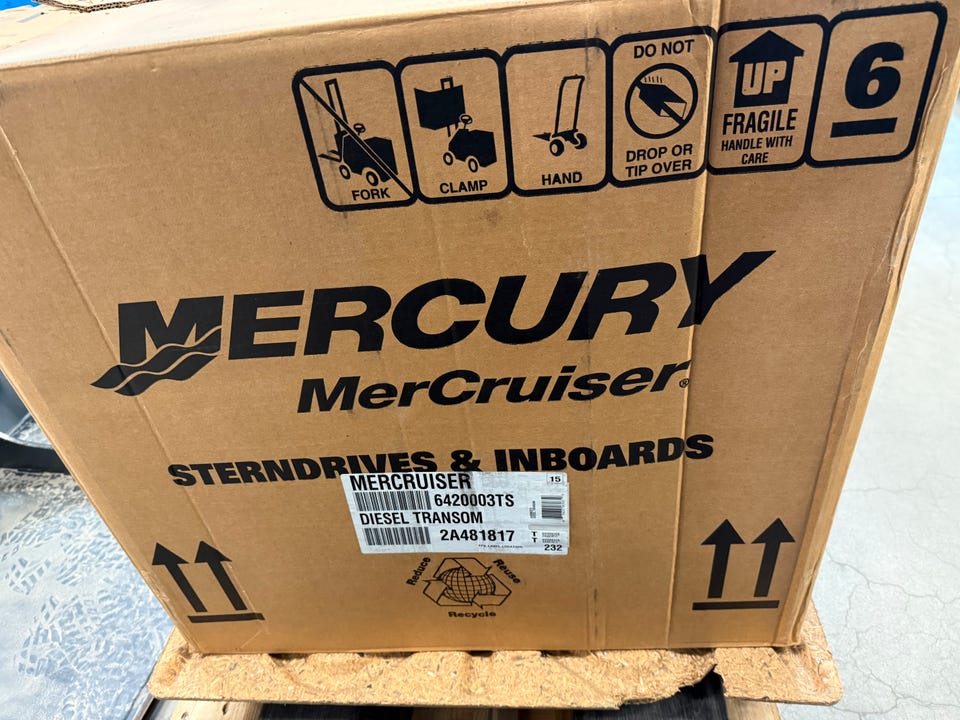 FORK
CLAMP
HAND
DO NOT
DROP OR
TIP OVER
UP
FRAGILE
HANDLE WITH
CARE
6
MERCURY
MerCruiser®
STERNDRIVES & INBOARDS
MERCRUISER
15
6420003TS
DIESEL TRANSOM
2A481817
T
T
232
Reduce
Reuse
Recycle